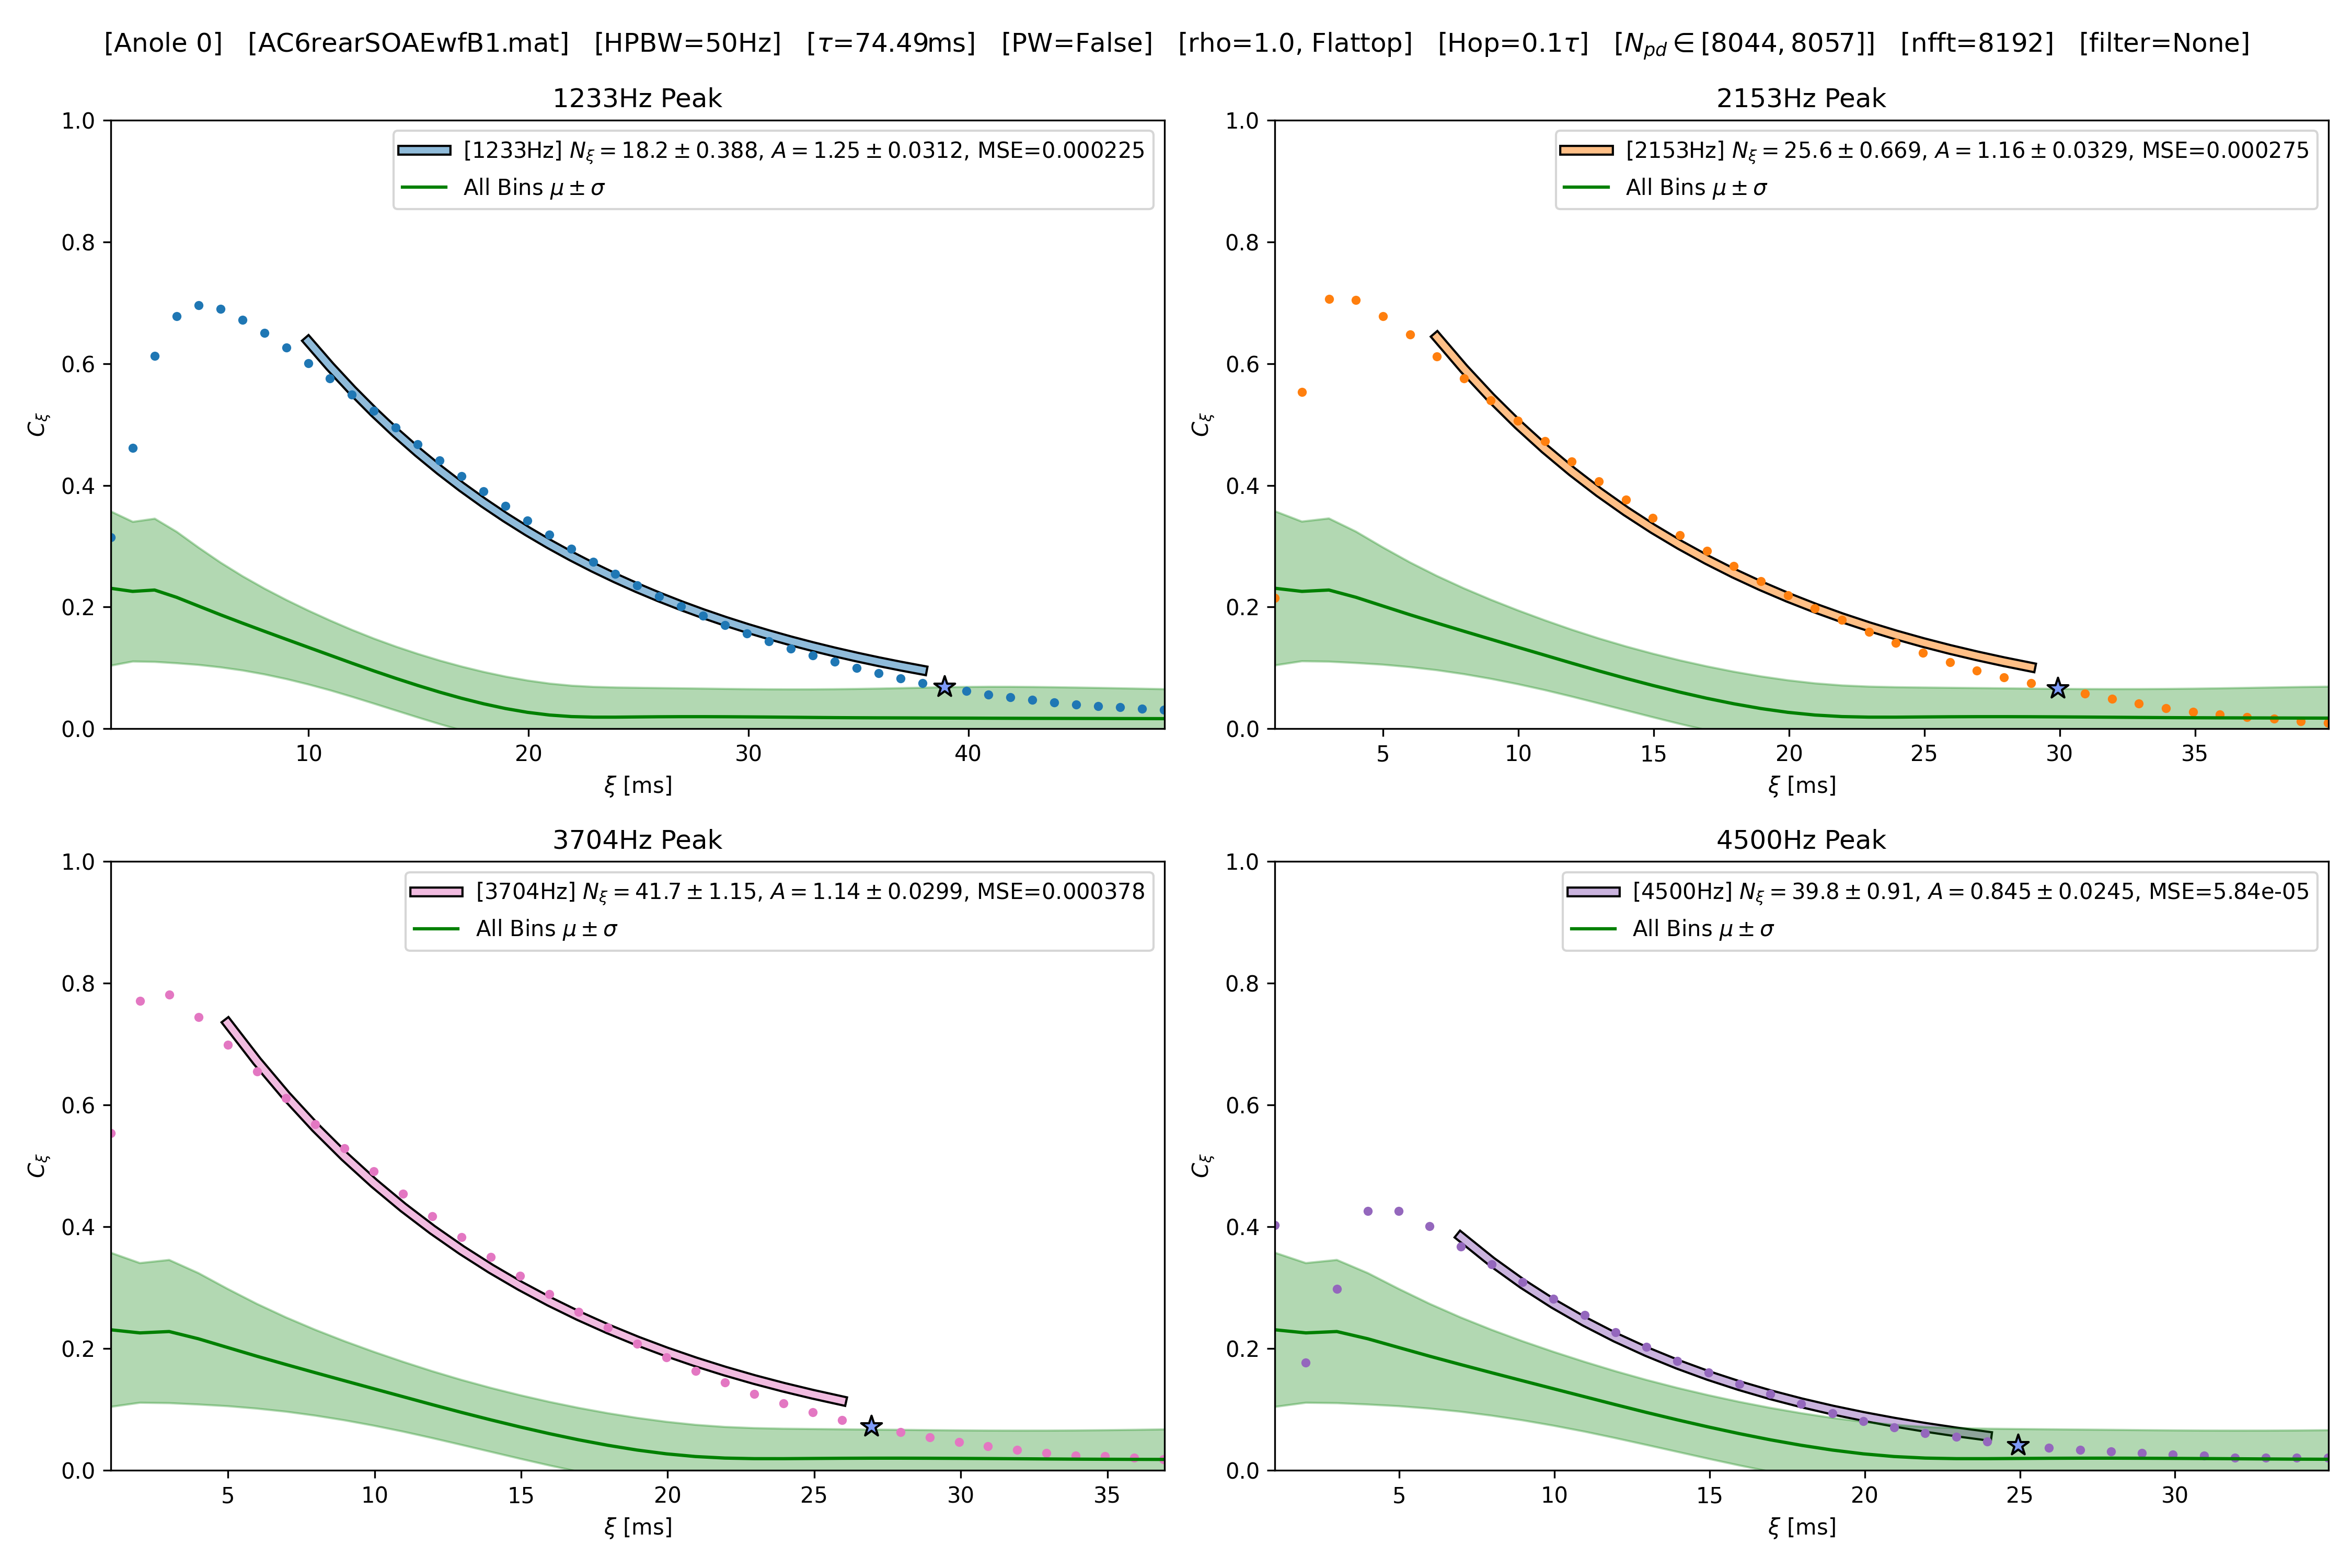 [Anole 0] [AC6rearSOAEwfB1.mat] [HPBW=50Hz] [τ=74.49ms] [PW=False] [rho=1.0, Flattop] [Hop=0.1τ] [N_pd ∈ [8044, 8057]] [nfft=8192] [filter=None]
1233Hz Peak
[1233Hz] N_ξ = 18.2 ± 0.388, A = 1.25 ± 0.0312, MSE=0.000225
All Bins μ ± σ
1.0
0.8
0.6
0.4
0.2
0.0
C_ξ
10 20 30 40
ξ [ms]
2153Hz Peak
[2153Hz] N_ξ = 25.6 ± 0.669, A = 1.16 ± 0.0329, MSE=0.000275
All Bins μ ± σ
1.0
0.8
0.6
0.4
0.2
0.0
C_ξ
5 10 15 20 25 30 35
ξ [ms]
3704Hz Peak
[3704Hz] N_ξ = 41.7 ± 1.15, A = 1.14 ± 0.0299, MSE=0.000378
All Bins μ ± σ
1.0
0.8
0.6
0.4
0.2
0.0
C_ξ
5 10 15 20 25 30 35
ξ [ms]
4500Hz Peak
[4500Hz] N_ξ = 39.8 ± 0.91, A = 0.845 ± 0.0245, MSE=5.84e-05
All Bins μ ± σ
1.0
0.8
0.6
0.4
0.2
0.0
C_ξ
5 10 15 20 25 30
ξ [ms]